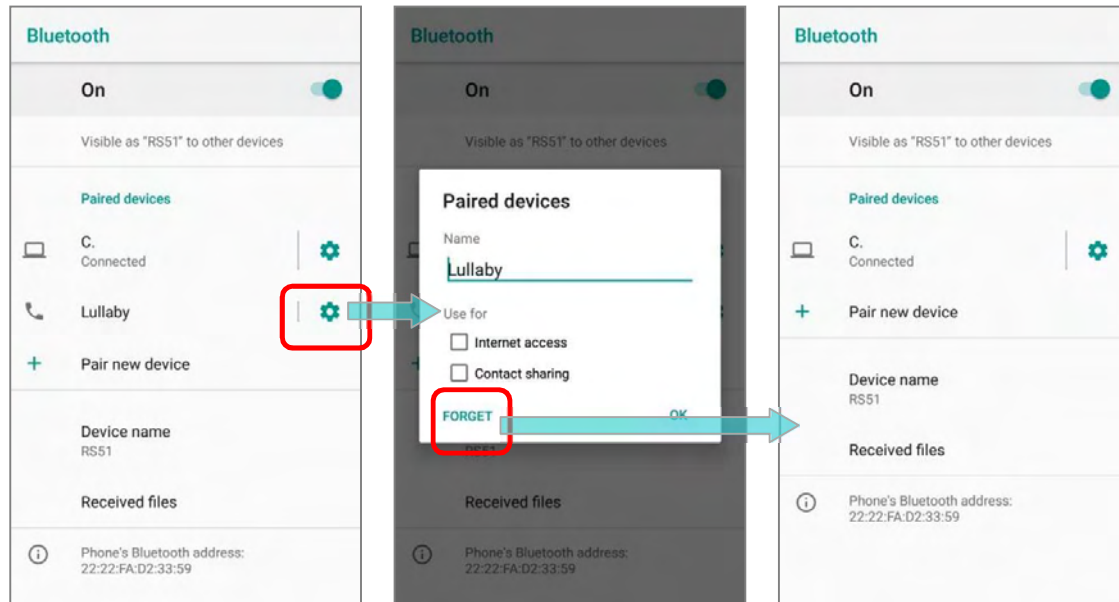 Bluetooth
On
Visible as "RS51" to other devices
Paired devices
C.
Connected
Lullaby
Pair new device
Device name
RS51
Received files
Phone's Bluetooth address:
22:22:FA:D2:33:59
Bluetooth
On
Visible as "RS51" to other devices
Paired devices
Name
Lullaby
Use for
Internet access
Contact sharing
FORGET
OK
RS51
Received files
Phone's Bluetooth address:
22:22:FA:D2:33:59
Bluetooth
On
Visible as "RS51" to other devices
Paired devices
C.
Connected
Pair new device
Device name
RS51
Received files
Phone's Bluetooth address:
22:22:FA:D2:33:59